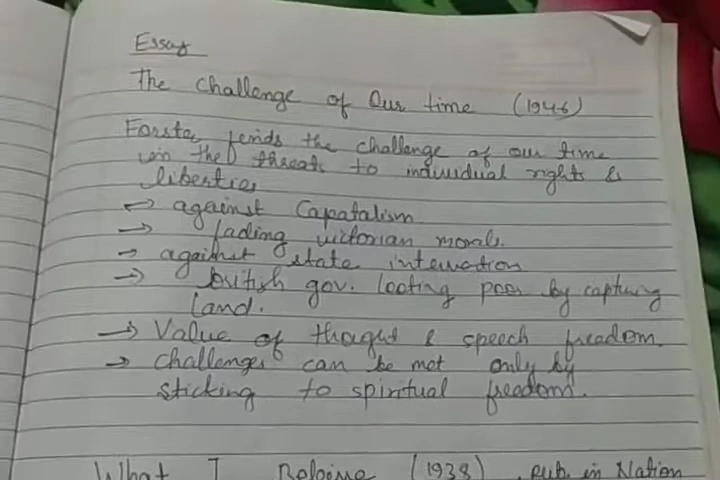 Essay
The challenge of Our time (1946)
Forster finds the challenge of our time
in the threats to individual rights &
liberties
→ against Capatalism
→ fading victorian morals.
→ against state intervation
→ british gov. looting poor by capturing
land.
→ Value of thought & speech freedom.
→ challenges can be met only by
sticking to spiritual freedom.
What I Beleive (1938) pub. in Nation